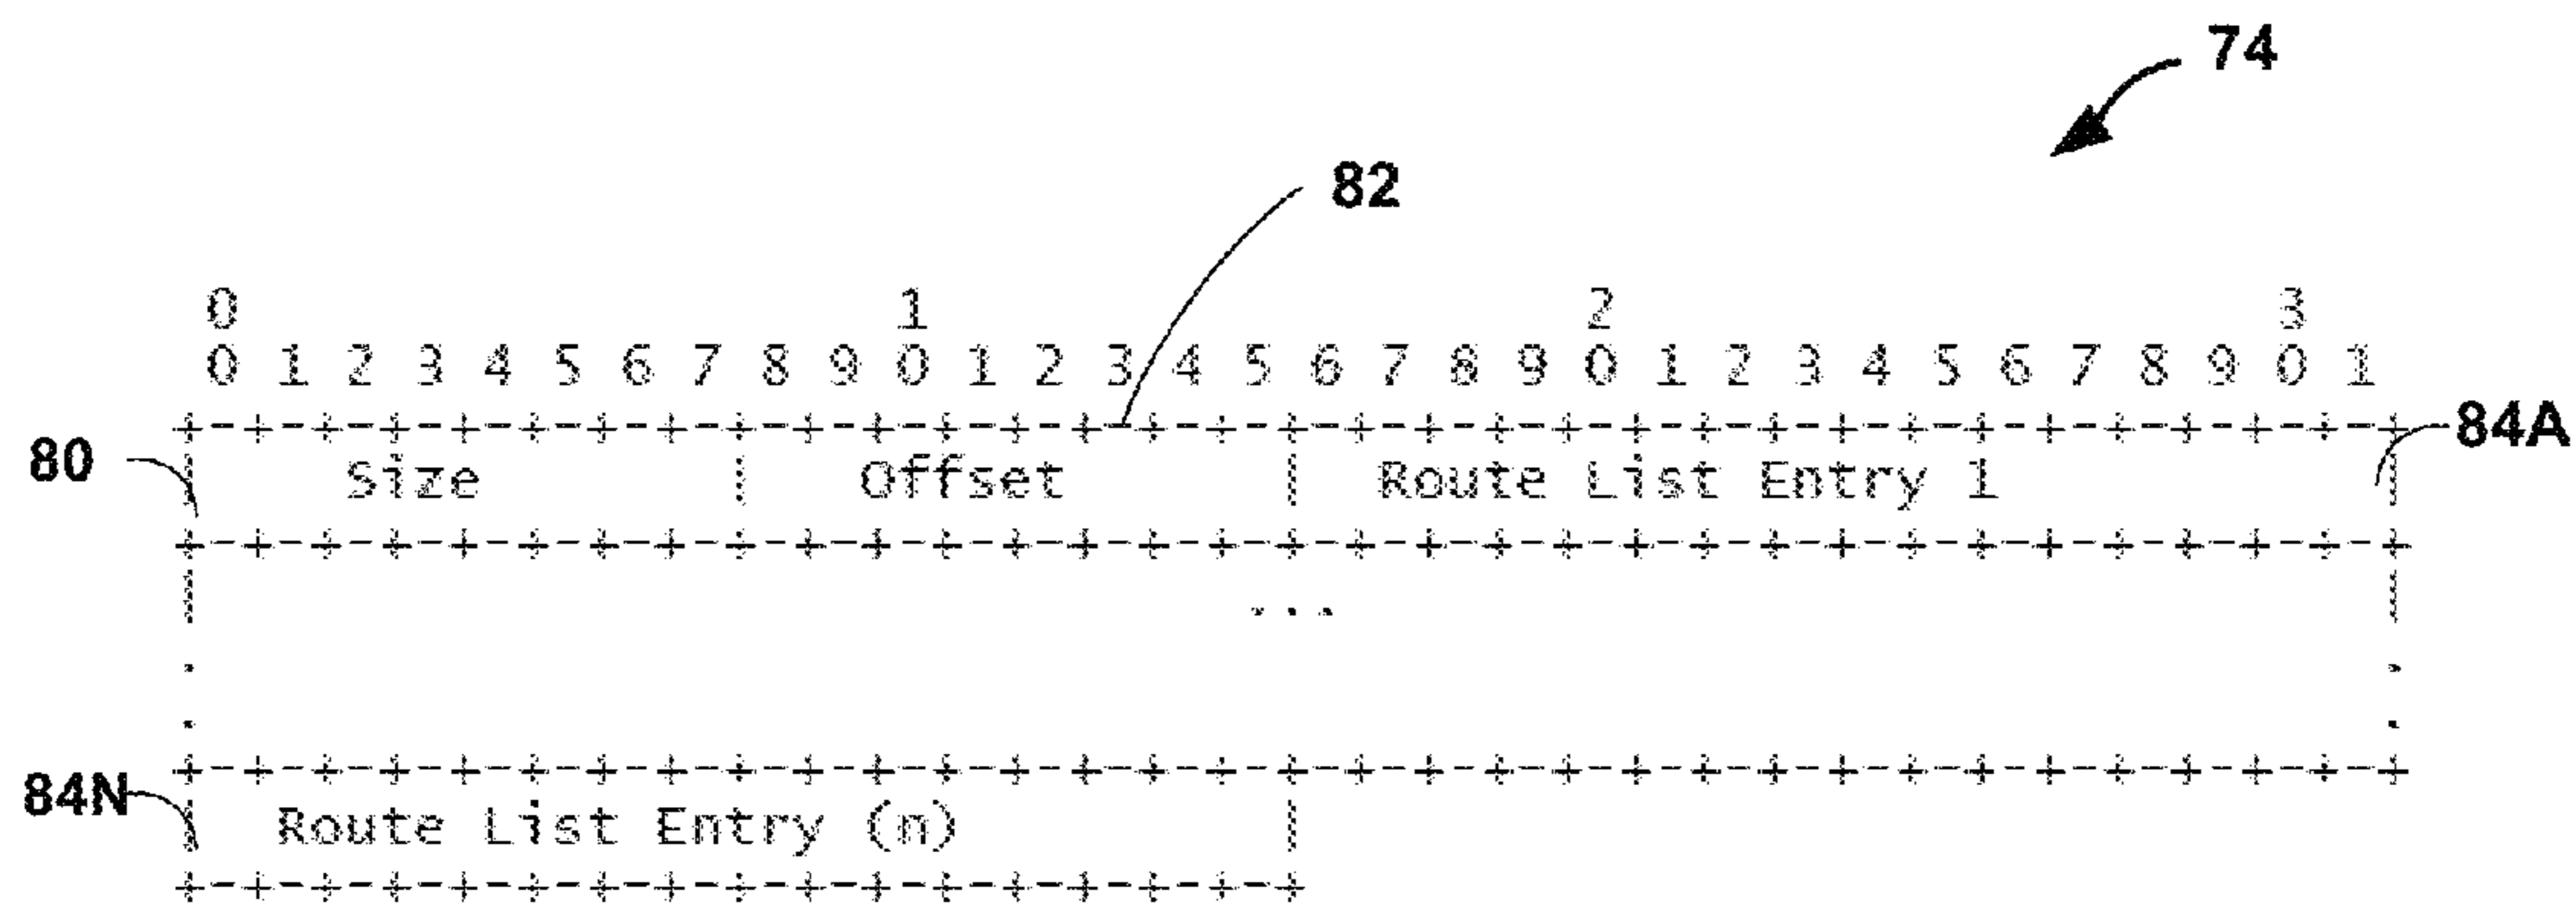 74
82
0 1 2 3
0 1 2 3 4 5 6 7 8 9 0 1 2 3 4 5 6 7 8 9 0 1 2 3 4 5 6 7 8 9 0 1
+-+-+-+-+-+-+-+-+-+-+-+-+-+-+-+-+-+-+-+-+-+-+-+-+-+-+-+-+-+-+-+-+
80 | Size | Offset | Route List Entry 1 | 84A
+-+-+-+-+-+-+-+-+-+-+-+-+-+-+-+-+-+-+-+-+-+-+-+-+-+-+-+-+-+-+-+-+
| ... |
. .
. .
+-+-+-+-+-+-+-+-+-+-+-+-+-+-+-+-+-+-+-+-+-+-+-+-+-+-+-+-+-+-+-+-+
84N | Route List Entry (n) |
+-+-+-+-+-+-+-+-+-+-+-+-+-+-+-+-+